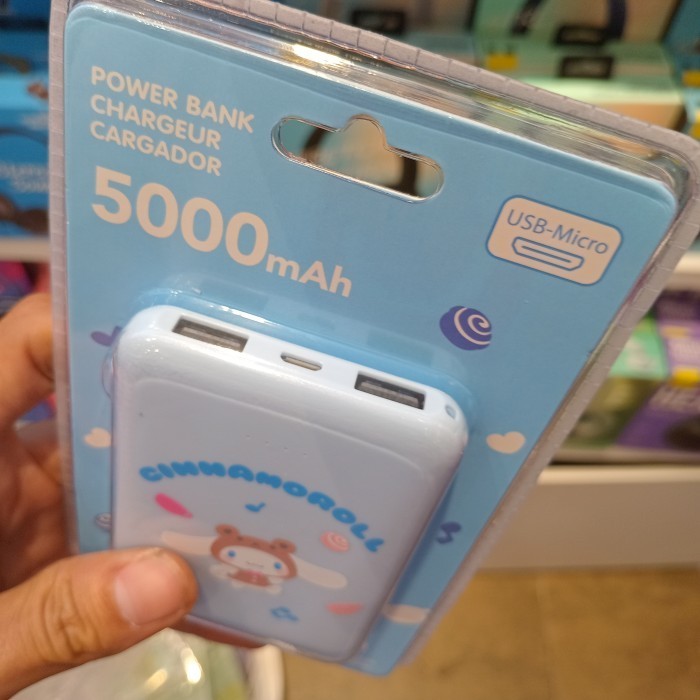 POWER BANK
CHARGEUR
CARGADOR
5000mAh
USB-Micro
CINNAMOROLL